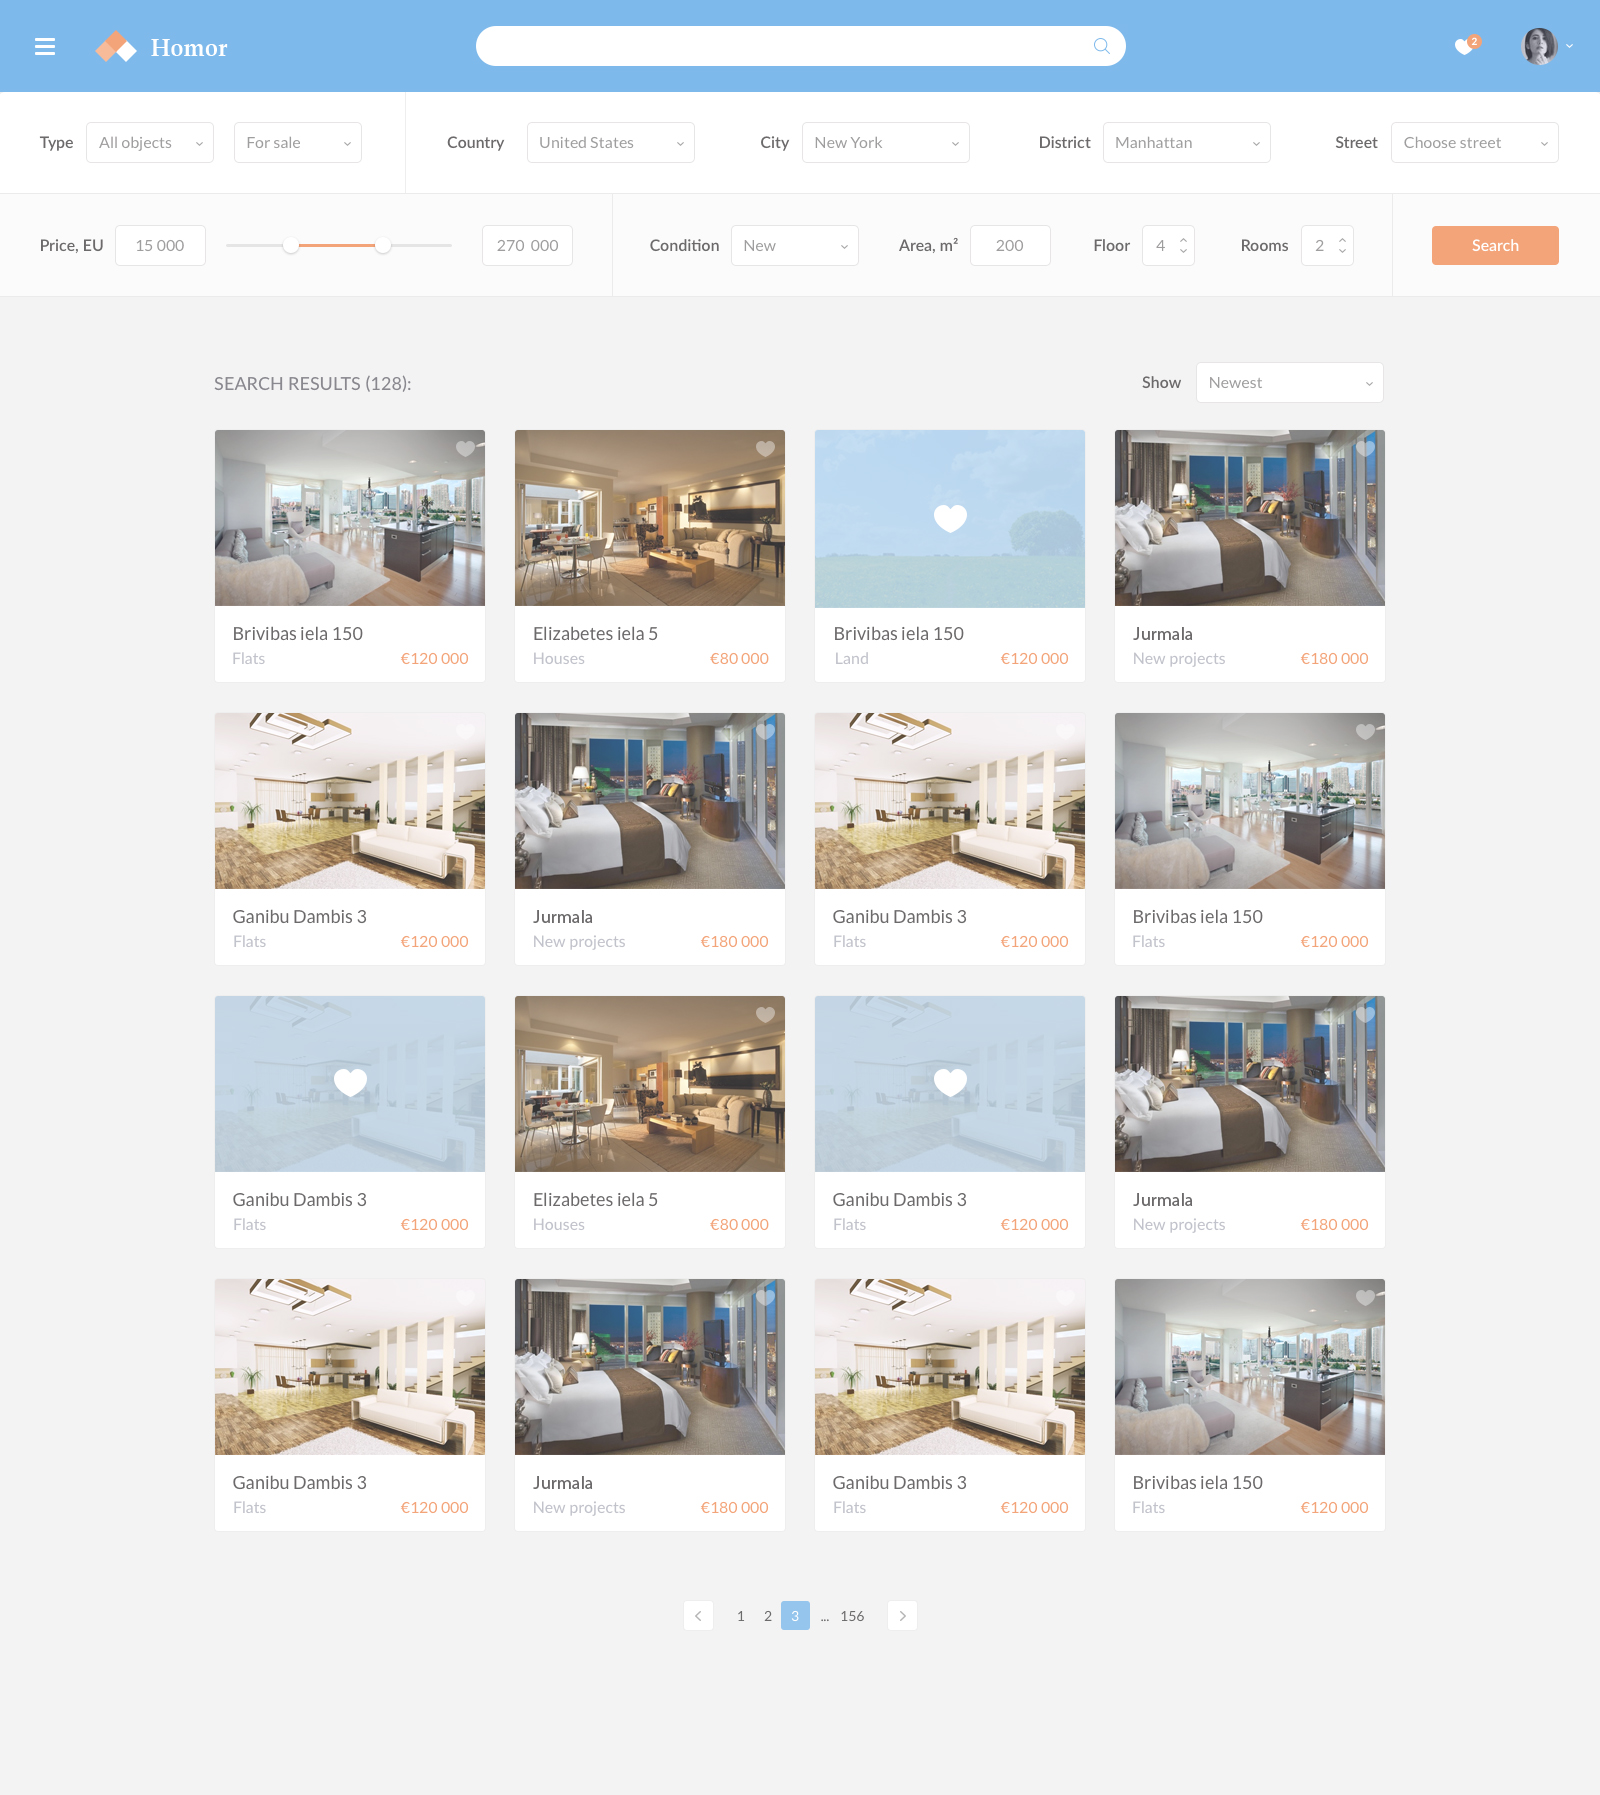 Homor
2
Type All objects For sale Country United States City New York District Manhattan Street Choose street
Price, EU 15 000 270 000 Condition New Area, m² 200 Floor 4 Rooms 2 Search
SEARCH RESULTS (128): Show Newest
Brivibas iela 150
Flats €120 000
Elizabetes iela 5
Houses €80 000
Brivibas iela 150
Land €120 000
Jurmala
New projects €180 000
Ganibu Dambis 3
Flats €120 000
Jurmala
New projects €180 000
Ganibu Dambis 3
Flats €120 000
Brivibas iela 150
Flats €120 000
Ganibu Dambis 3
Flats €120 000
Elizabetes iela 5
Houses €80 000
Ganibu Dambis 3
Flats €120 000
Jurmala
New projects €180 000
Ganibu Dambis 3
Flats €120 000
Jurmala
New projects €180 000
Ganibu Dambis 3
Flats €120 000
Brivibas iela 150
Flats €120 000
1 2 3 ... 156